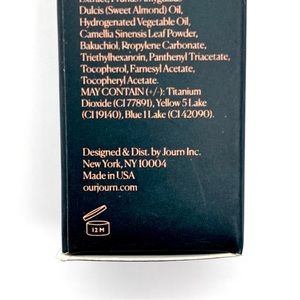 Dulcis (Sweet Almond) Oil,
Hydrogenated Vegetable Oil,
Camellia Sinensis Leaf Powder,
Bakuchiol, Rropylene Carbonate,
Triethylhexanoin, Panthenyl Triacetate,
Tocopherol, Farnesyl Acetate,
Tocopheryl Acetate.
MAY CONTAIN (+/-): Titanium
Dioxide (CI 77891), Yellow 5 Lake
(CI 19140), Blue 1 Lake (CI 42090).
Designed & Dist. by Journ Inc.
New York, NY 10004
Made in USA
ourjourn.com
12 M